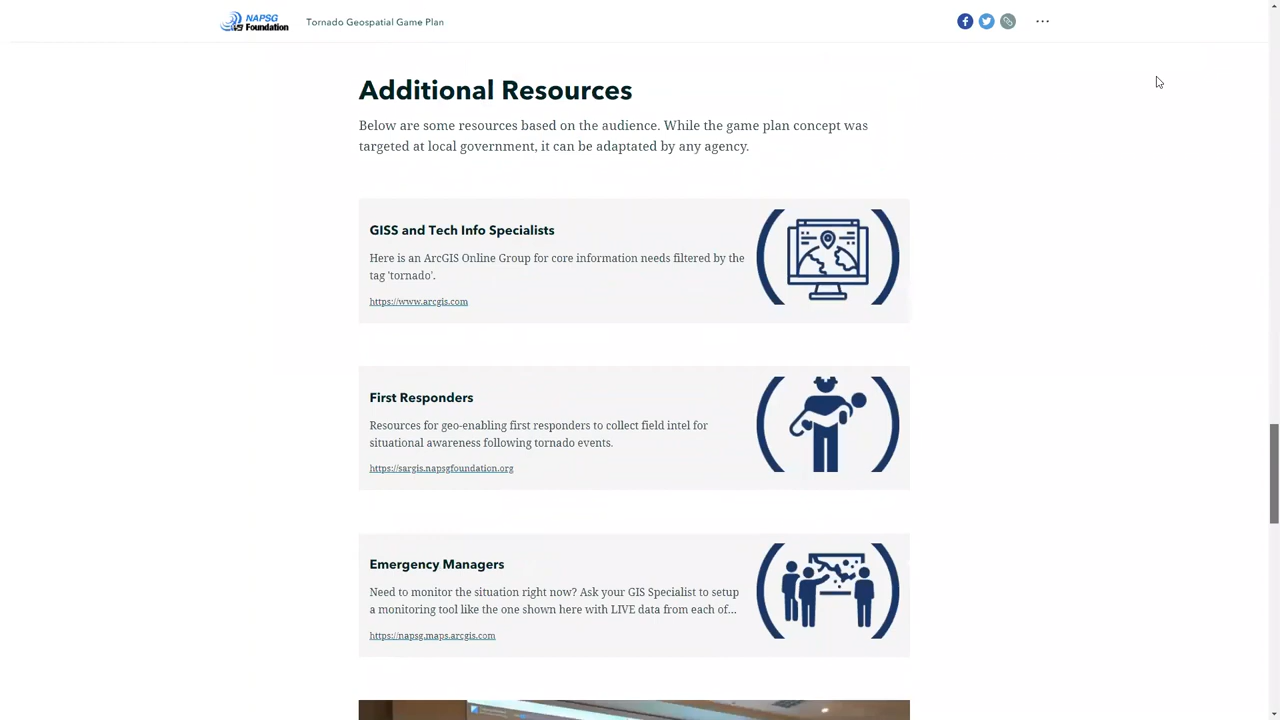 NAPSG
Foundation
Tornado Geospatial Game Plan
Additional Resources
Below are some resources based on the audience. While the game plan concept was
targeted at local government, it can be adaptated by any agency.
GISS and Tech Info Specialists
Here is an ArcGIS Online Group for core information needs filtered by the
tag 'tornado'.
https://www.arcgis.com
First Responders
Resources for geo-enabling first responders to collect field intel for
situational awareness following tornado events.
https://sargis.napsgfoundation.org
Emergency Managers
Need to monitor the situation right now? Ask your GIS Specialist to setup
a monitoring tool like the one shown here with LIVE data from each of...
https://napsg.maps.arcgis.com